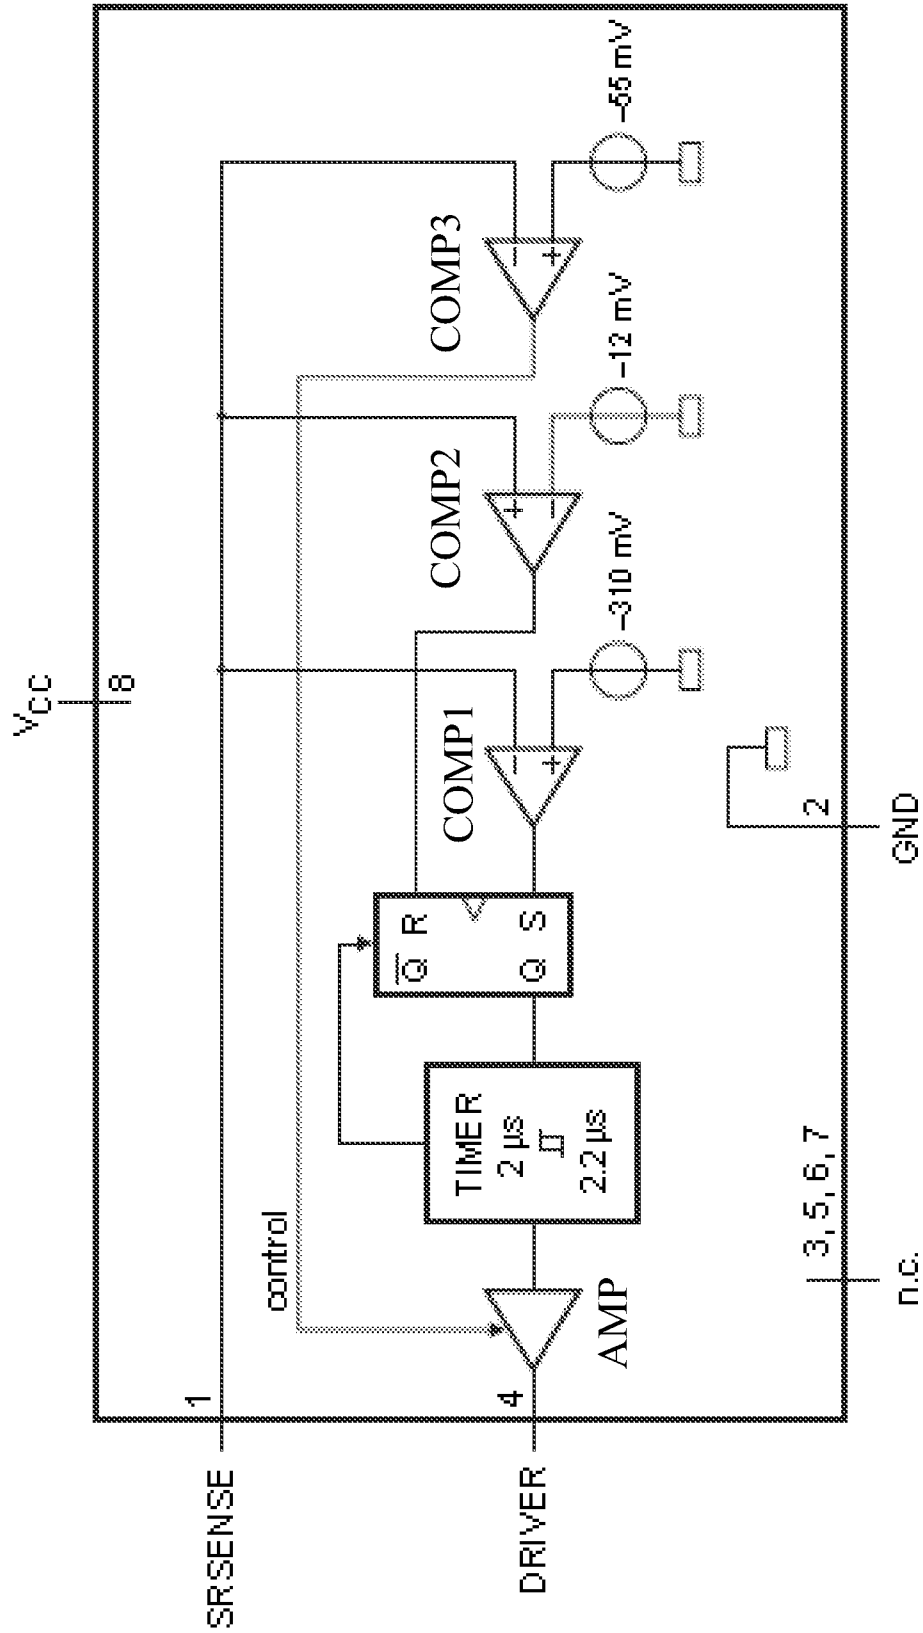 VCC
8
SRSENSE
1
control
DRIVER
4
AMP
TIMER
2 µs
2.2 µs
Q̅ R
Q S
COMP1
+
−
−310 mV
COMP2
+
−
−12 mV
COMP3
−
+
−55 mV
2
GND
3, 5, 6, 7
n.c.